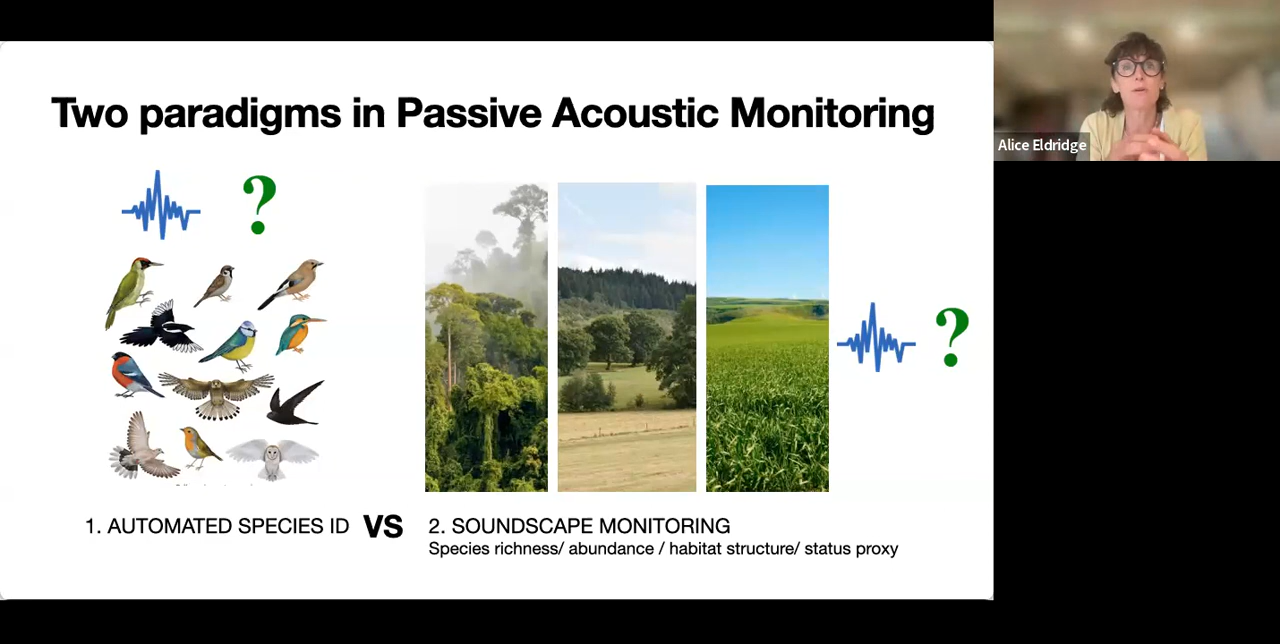 Two paradigms in Passive Acoustic Monitoring
?
?
1. AUTOMATED SPECIES ID VS 2. SOUNDSCAPE MONITORING
Species richness/ abundance / habitat structure/ status proxy
Alice Eldridge